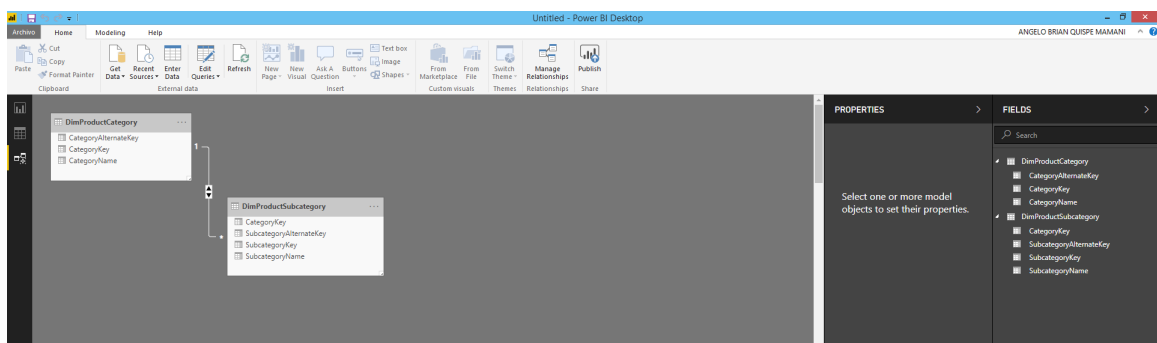 Untitled - Power BI Desktop
Archivo Home Modeling Help
ANGELO BRIAN QUISPE MAMANI
Paste
Cut
Copy
Format Painter
Clipboard
Get Data
Recent Sources
Enter Data
Edit Queries
External data
Refresh
New Page
New Visual
Ask A Question
Buttons
Text box
Image
Shapes
Insert
From Marketplace
From File
Custom visuals
Switch Theme
Themes
Manage Relationships
Relationships
Publish
Share
DimProductCategory
CategoryAlternateKey
CategoryKey
CategoryName
1
*
DimProductSubcategory
CategoryKey
SubcategoryAlternateKey
SubcategoryKey
SubcategoryName
PROPERTIES
Select one or more model
objects to set their properties.
FIELDS
Search
DimProductCategory
CategoryAlternateKey
CategoryKey
CategoryName
DimProductSubcategory
CategoryKey
SubcategoryAlternateKey
SubcategoryKey
SubcategoryName